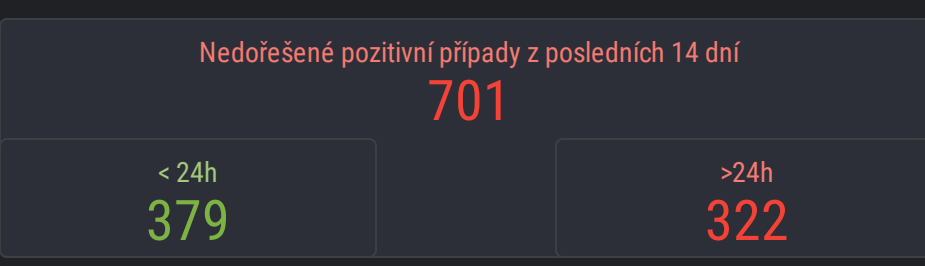 Nedořešené pozitivní případy z posledních 14 dní
701
< 24h
379
>24h
322